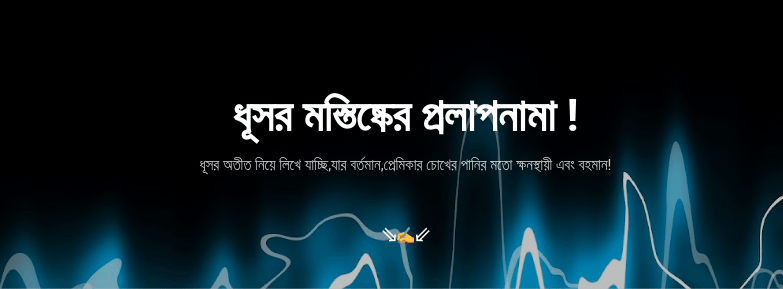 ধূসর মস্তিষ্কের প্রলাপনামা !
ধূসর অতীত নিয়ে লিখে যাচ্ছি,যার বর্তমান,প্রেমিকার চোখের পানির মতো ক্ষনস্থায়ী এবং বহমান!
⇘✍⇙